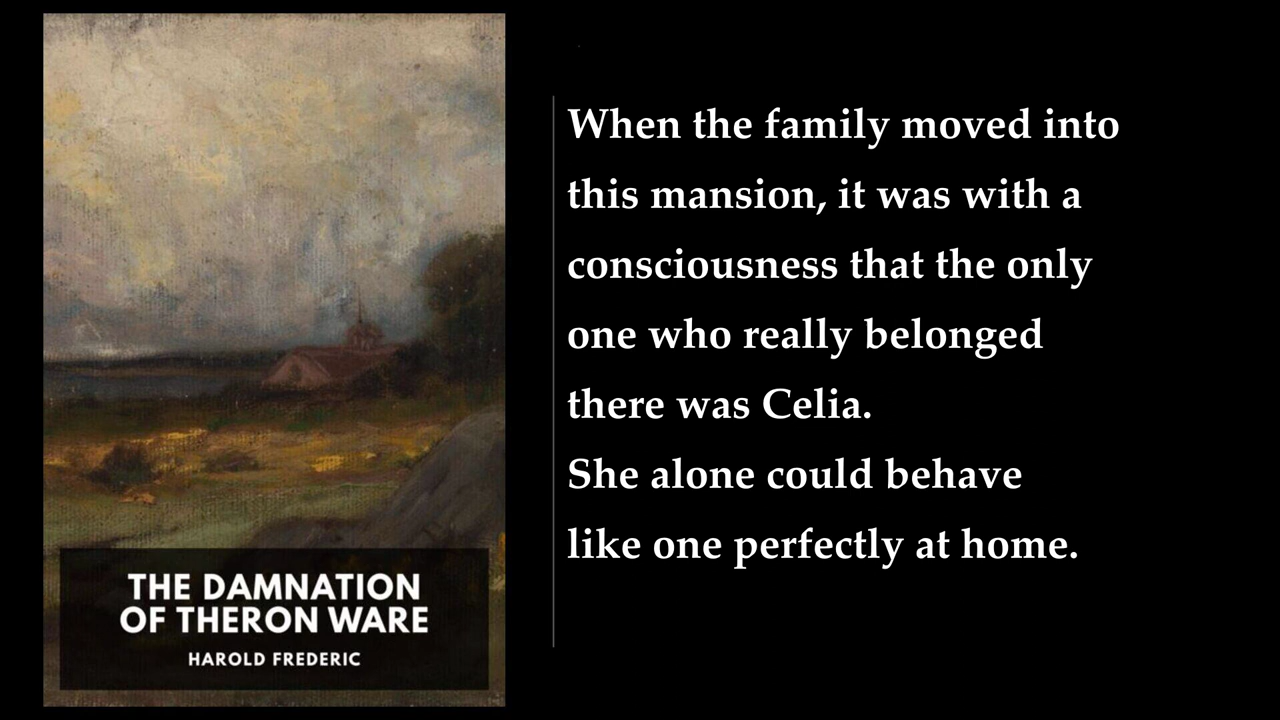 When the family moved into
this mansion, it was with a
consciousness that the only
one who really belonged
there was Celia.
She alone could behave
like one perfectly at home.
THE DAMNATION
OF THERON WARE
HAROLD FREDERIC